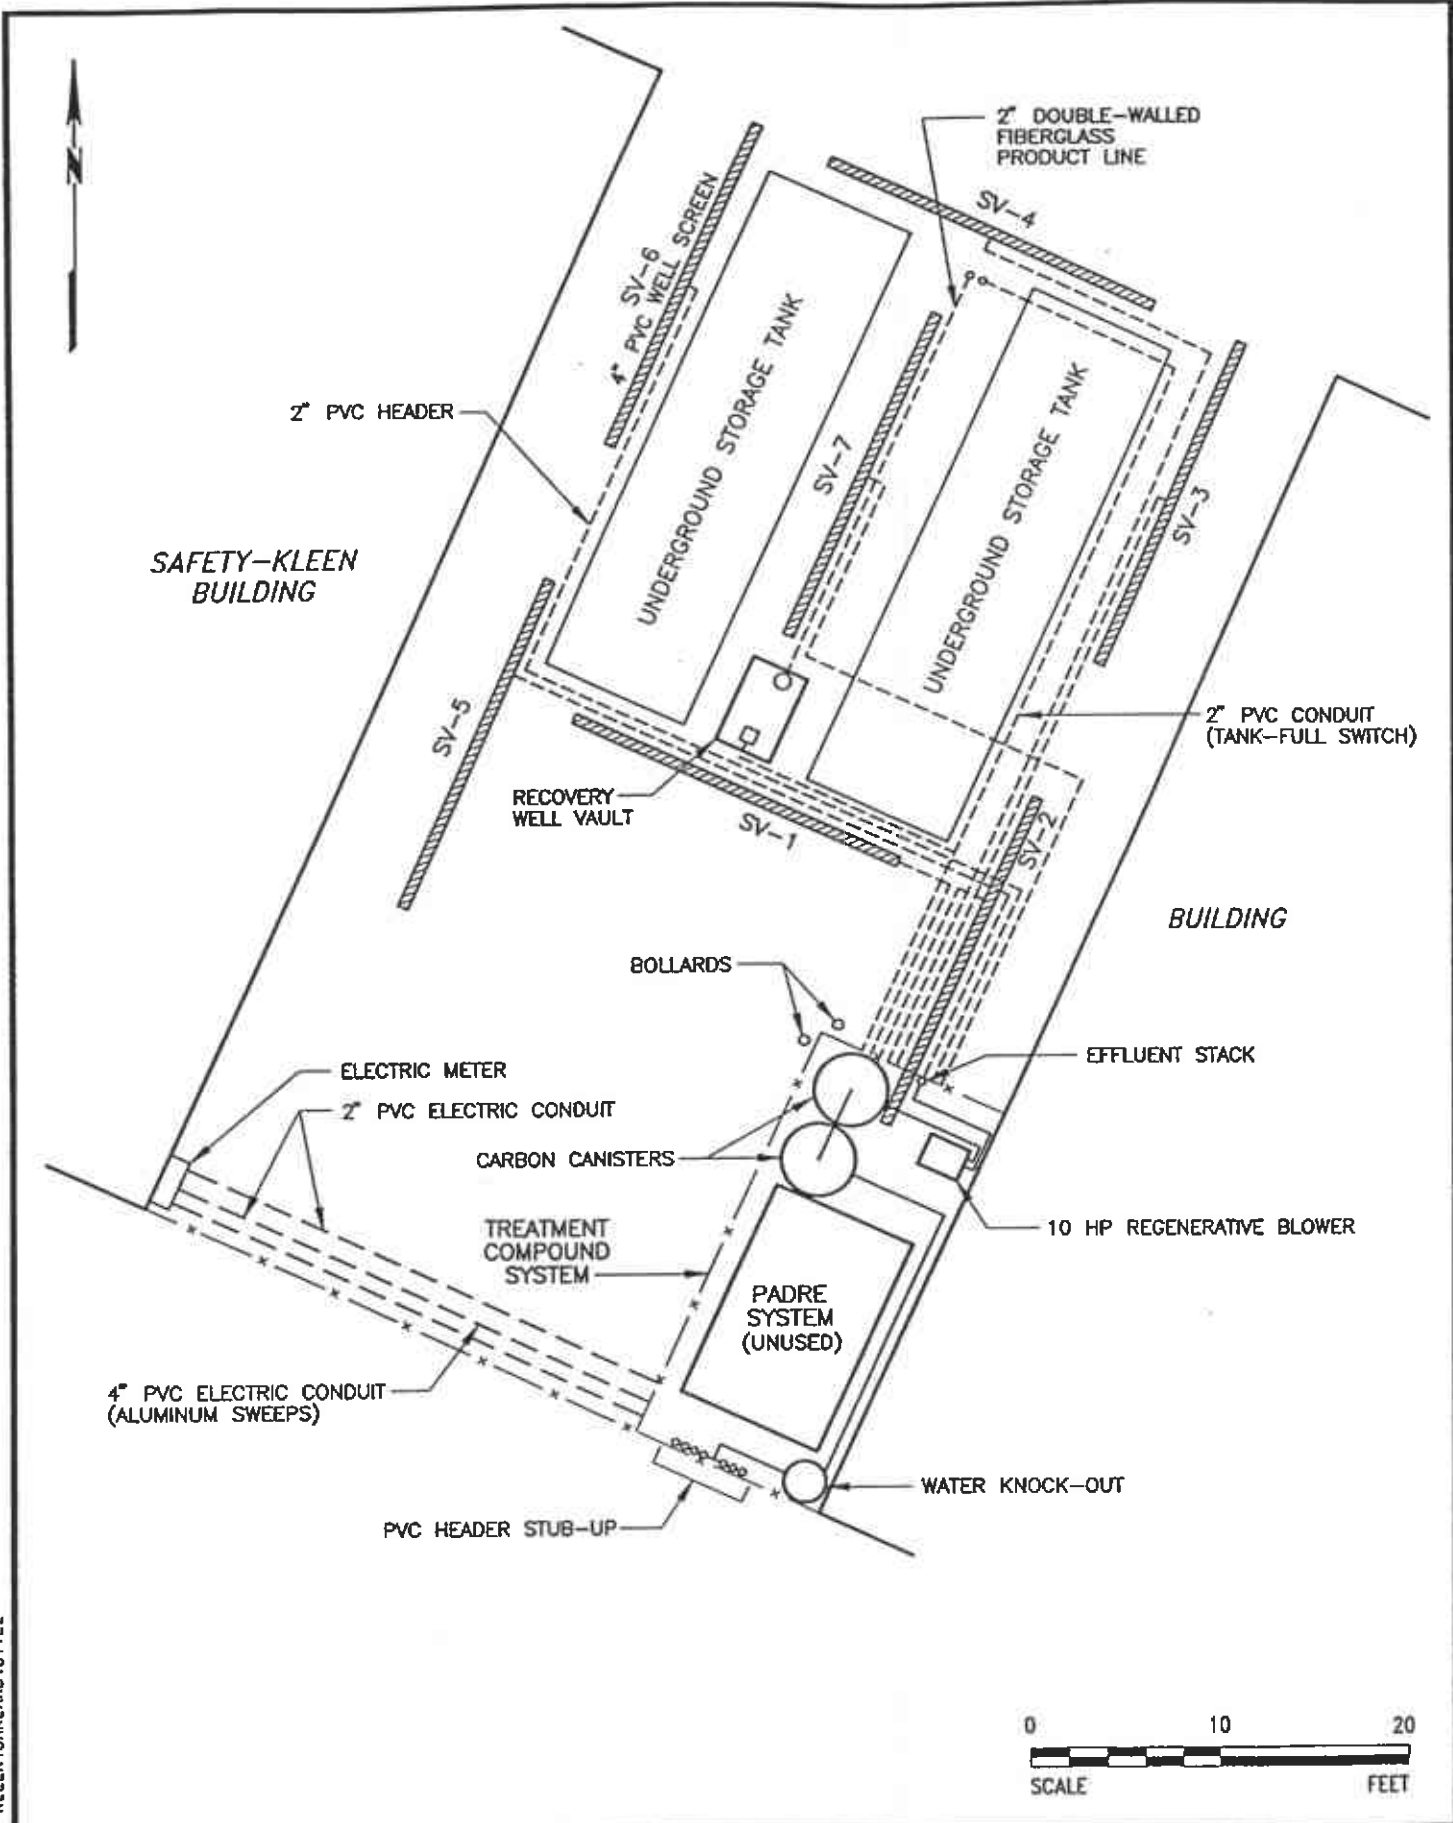 N
2" DOUBLE-WALLED
FIBERGLASS
PRODUCT LINE
SV-4
SV-6
4" PVC WELL SCREEN
UNDERGROUND STORAGE TANK
2" PVC HEADER
SV-7
UNDERGROUND STORAGE TANK
SV-3
SAFETY-KLEEN
BUILDING
SV-5
2" PVC CONDUIT
(TANK-FULL SWITCH)
RECOVERY
WELL VAULT
SV-1
SV-2
BUILDING
BOLLARDS
EFFLUENT STACK
ELECTRIC METER
2" PVC ELECTRIC CONDUIT
CARBON CANISTERS
10 HP REGENERATIVE BLOWER
TREATMENT
COMPOUND
SYSTEM
PADRE
SYSTEM
(UNUSED)
4" PVC ELECTRIC CONDUIT
(ALUMINUM SWEEPS)
WATER KNOCK-OUT
PVC HEADER STUB-UP
0 10 20
SCALE FEET